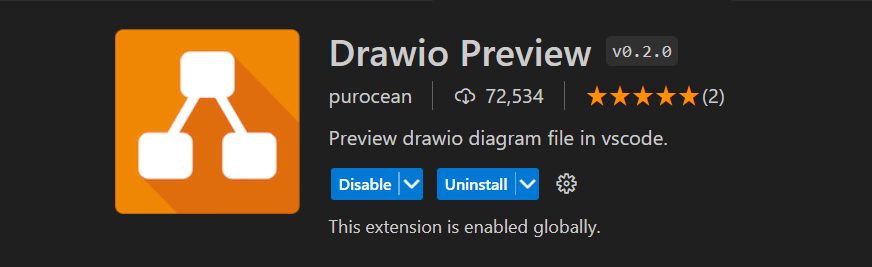 Drawio Preview v0.2.0
purocean 72,534 ★★★★★(2)
Preview drawio diagram file in vscode.
Disable Uninstall
This extension is enabled globally.